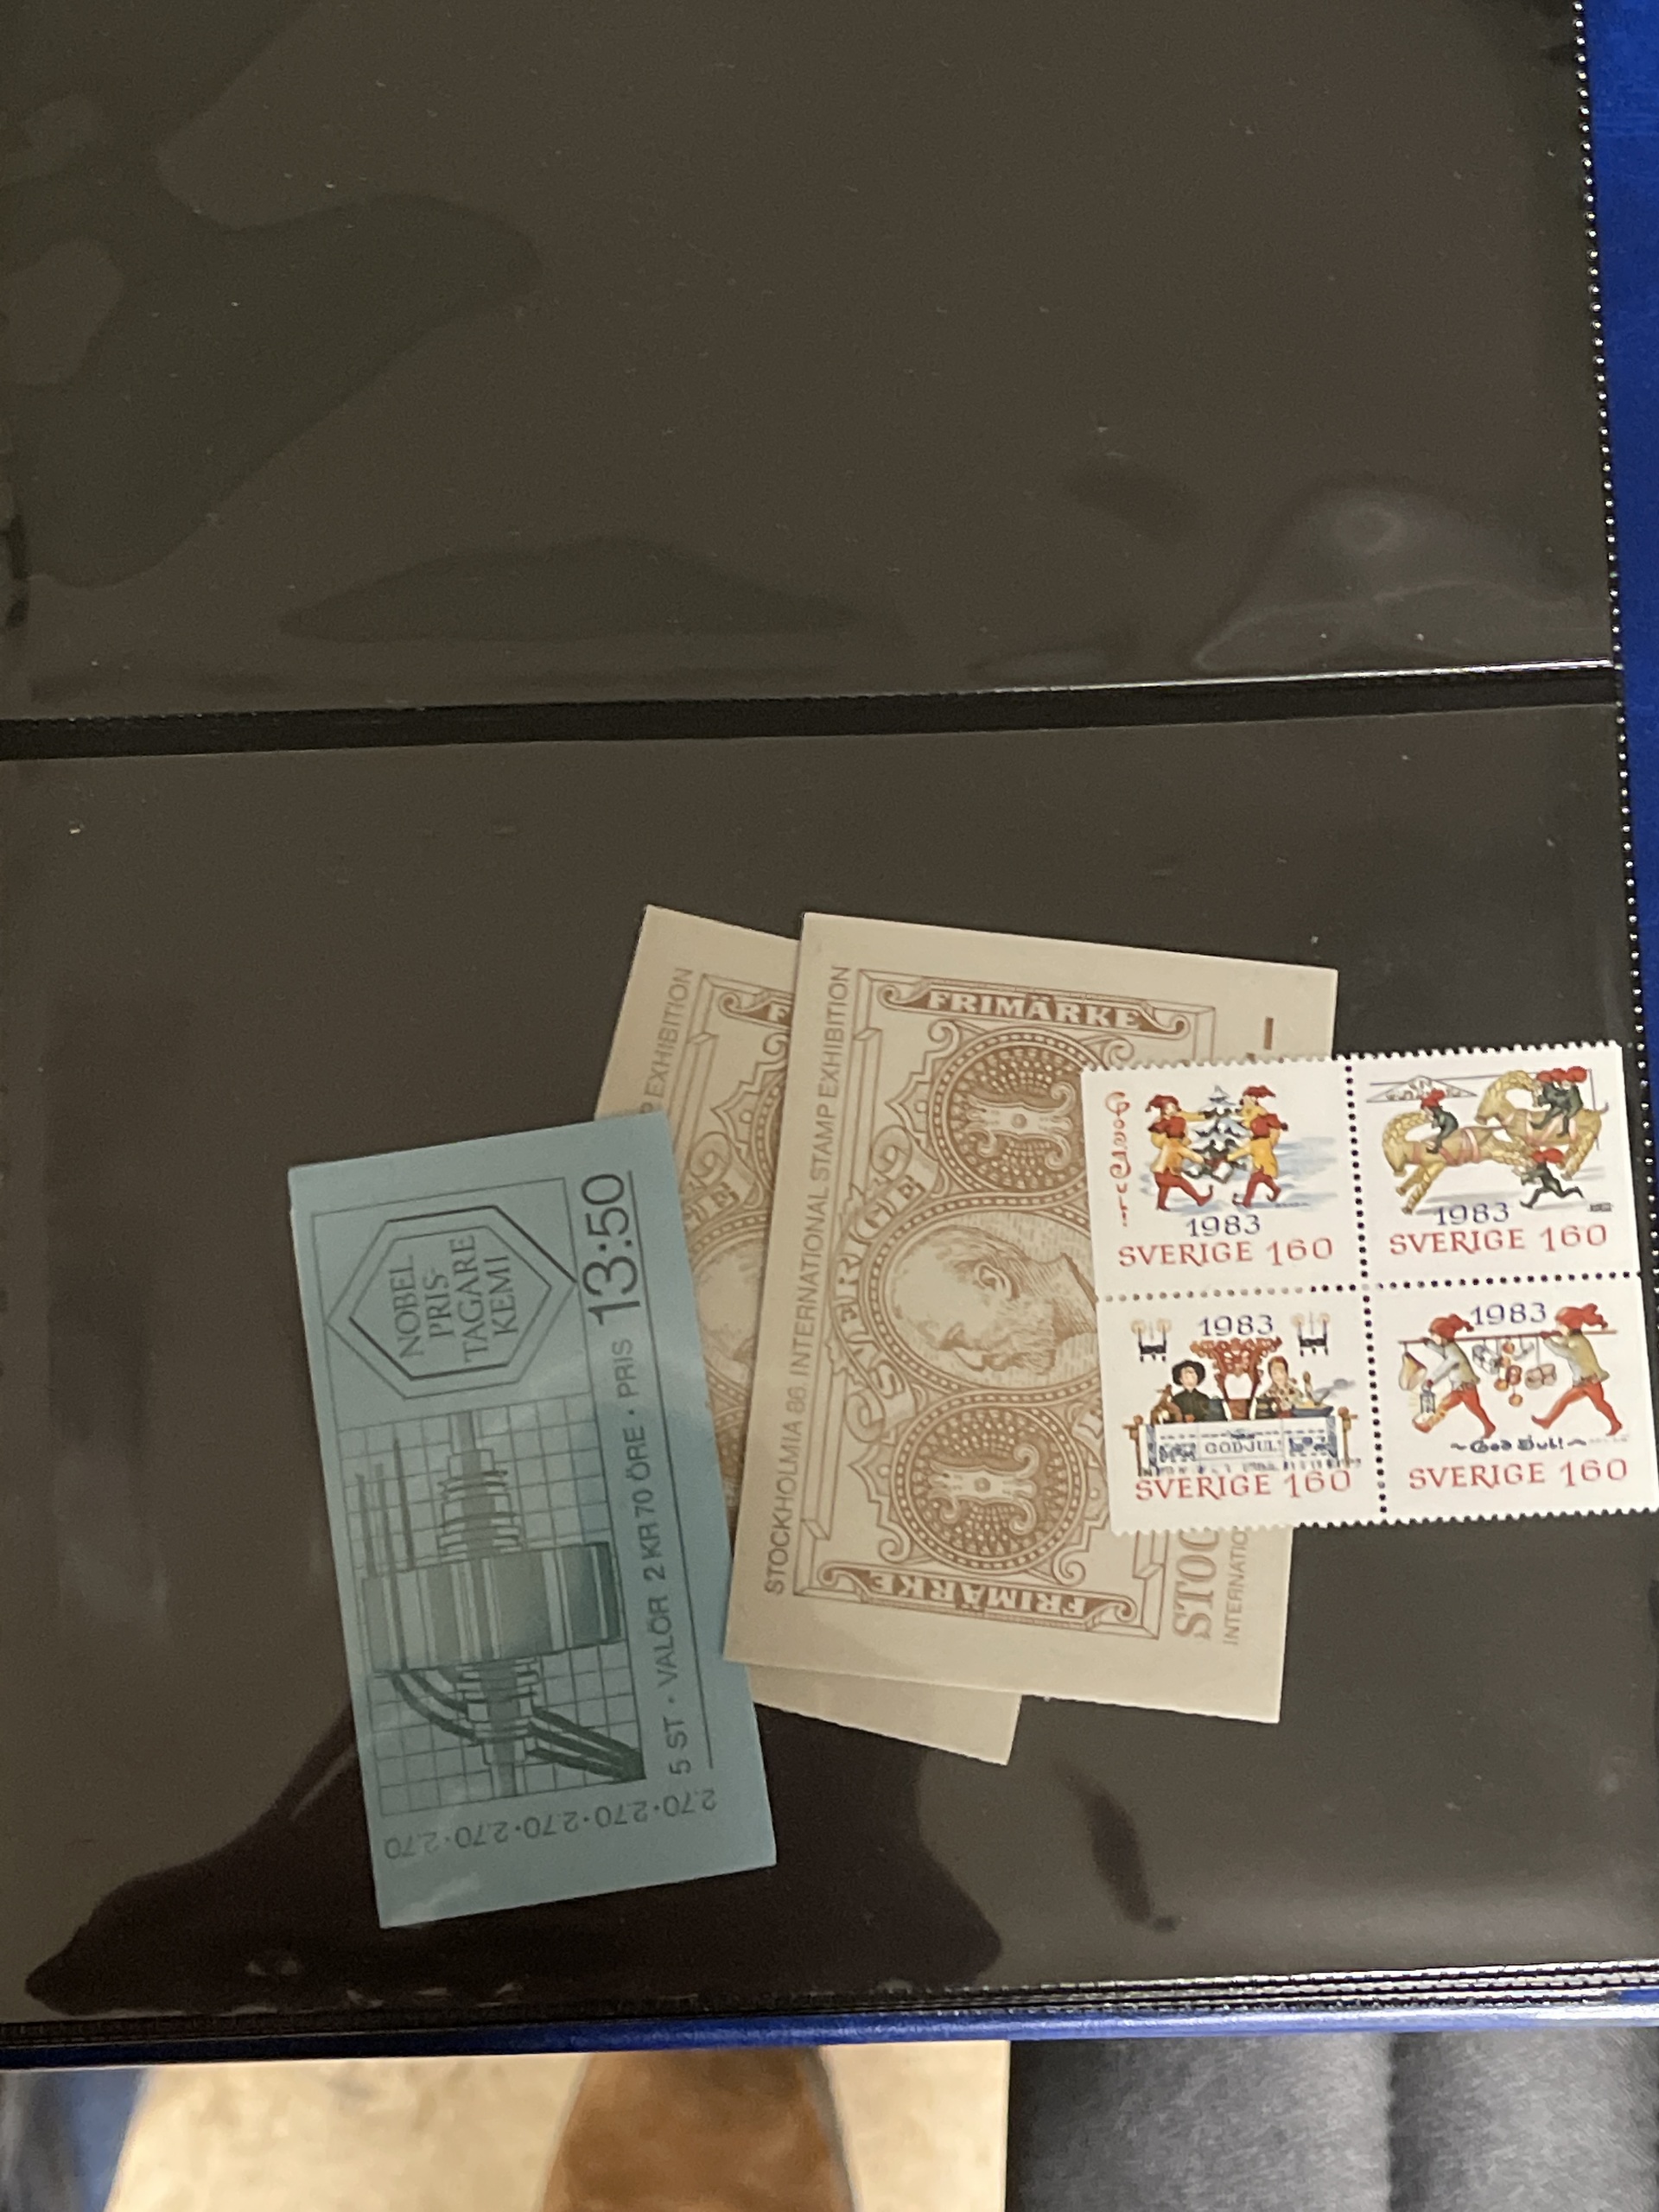 NOBEL
PRIS-
TAGARE
KEMI
5 ST · VALÖR 2 KR 70 ÖRE · PRIS 13:50
2.70 · 2.70 · 2.70 · 2.70 · 2.70
EXHIBITION
STOCKHOLMIA 86 INTERNATIONAL STAMP EXHIBITION
FRIMÄRKE
SVERIGE
FRIMÄRKE
God Jul!
1983
SVERIGE 160
1983
SVERIGE 160
1983
GOD JUL!
SVERIGE 160
1983
~God Jul!~
SVERIGE 160